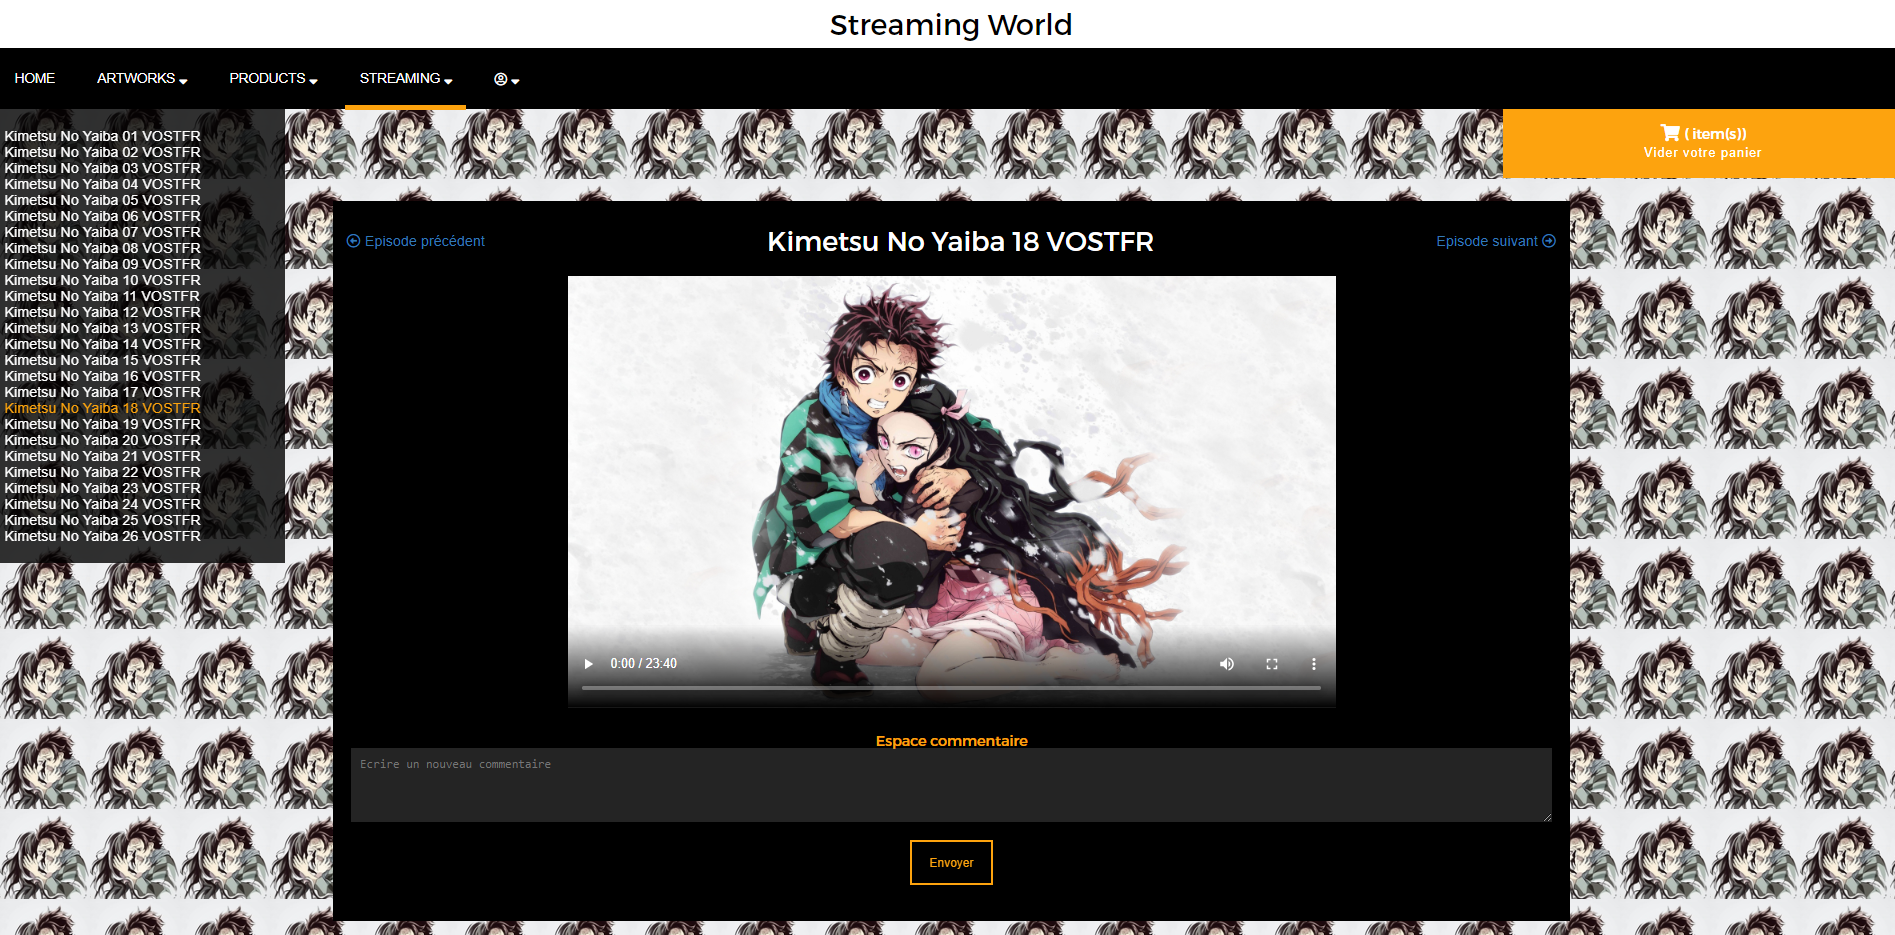 Streaming World
HOME
ARTWORKS
PRODUCTS
STREAMING
( item(s))
Vider votre panier
Kimetsu No Yaiba 01 VOSTFR
Kimetsu No Yaiba 02 VOSTFR
Kimetsu No Yaiba 03 VOSTFR
Kimetsu No Yaiba 04 VOSTFR
Kimetsu No Yaiba 05 VOSTFR
Kimetsu No Yaiba 06 VOSTFR
Kimetsu No Yaiba 07 VOSTFR
Kimetsu No Yaiba 08 VOSTFR
Kimetsu No Yaiba 09 VOSTFR
Kimetsu No Yaiba 10 VOSTFR
Kimetsu No Yaiba 11 VOSTFR
Kimetsu No Yaiba 12 VOSTFR
Kimetsu No Yaiba 13 VOSTFR
Kimetsu No Yaiba 14 VOSTFR
Kimetsu No Yaiba 15 VOSTFR
Kimetsu No Yaiba 16 VOSTFR
Kimetsu No Yaiba 17 VOSTFR
Kimetsu No Yaiba 18 VOSTFR
Kimetsu No Yaiba 19 VOSTFR
Kimetsu No Yaiba 20 VOSTFR
Kimetsu No Yaiba 21 VOSTFR
Kimetsu No Yaiba 22 VOSTFR
Kimetsu No Yaiba 23 VOSTFR
Kimetsu No Yaiba 24 VOSTFR
Kimetsu No Yaiba 25 VOSTFR
Kimetsu No Yaiba 26 VOSTFR
Episode précédent
Kimetsu No Yaiba 18 VOSTFR
Episode suivant
0:00 / 23:40
Espace commentaire
Ecrire un nouveau commentaire
Envoyer